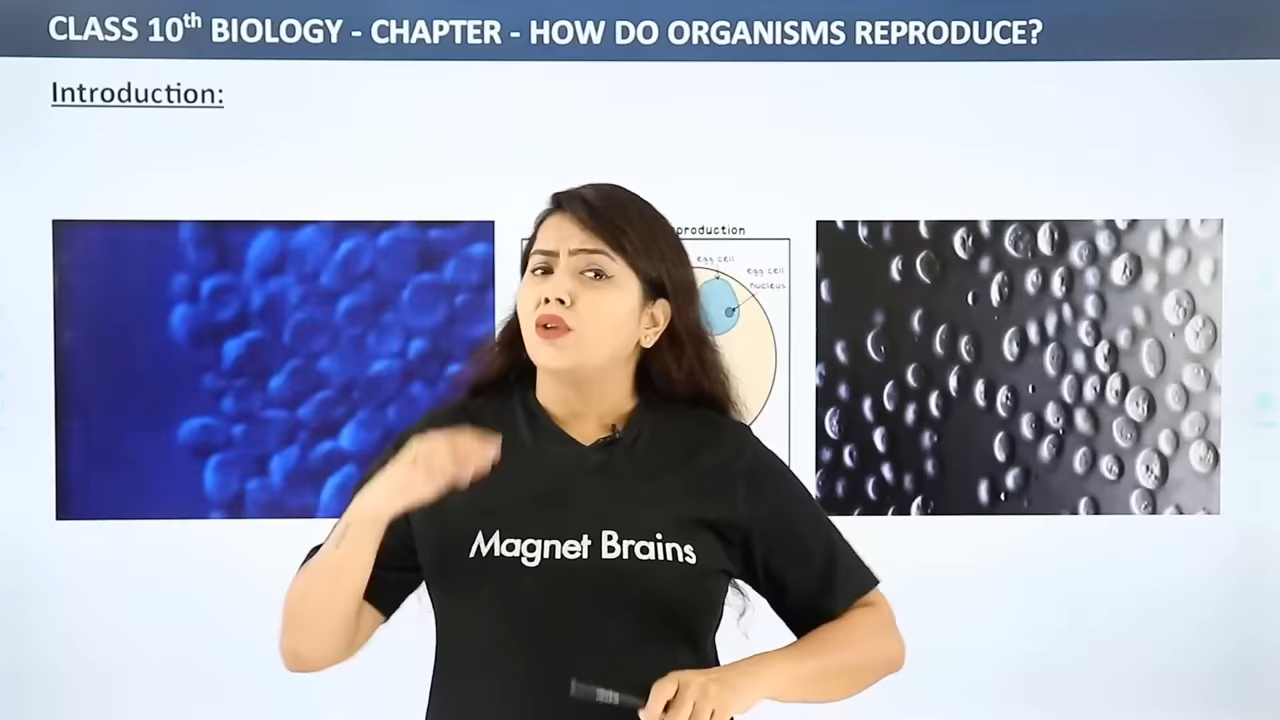 CLASS 10th BIOLOGY - CHAPTER - HOW DO ORGANISMS REPRODUCE?
Introduction:
production
egg cell
egg cell
nucleus
Magnet Brains